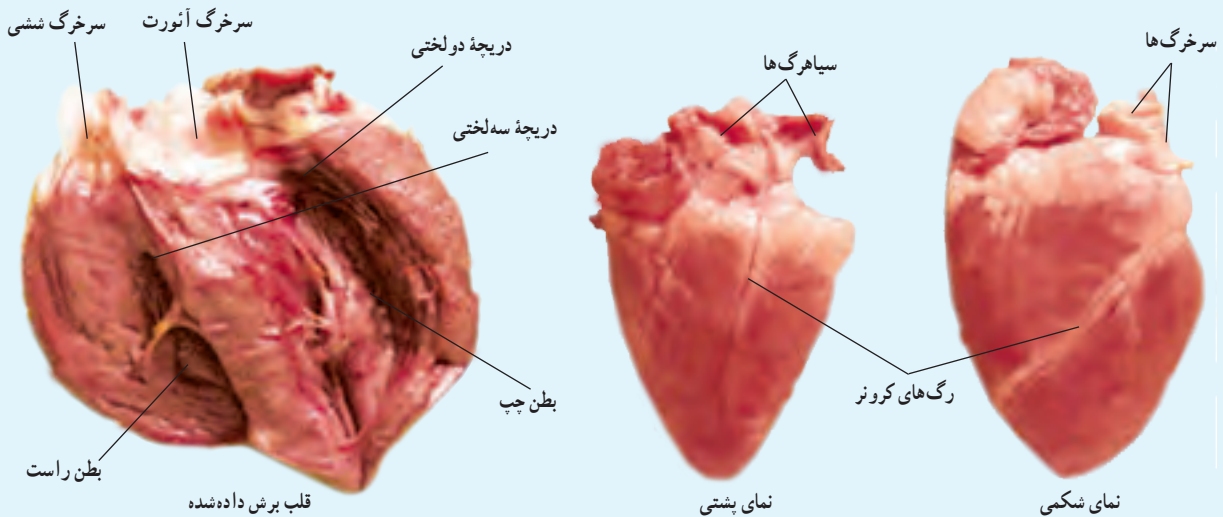 سرخرگ‌ها
سیاهرگ‌ها
دریچهٔ دولختی
سرخرگ آئورت
سرخرگ ششی
دریچهٔ سه‌لختی
رگ‌های کرونر
بطن چپ
بطن راست
نمای شکمی
نمای پشتی
قلب برش داده‌شده